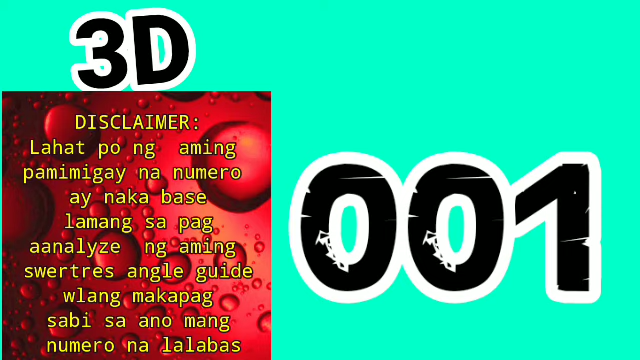 3D
DISCLAIMER:
Lahat po ng aming
pamimigay na numero
ay naka base
lamang sa pag
aanalyze ng aming
swertres angle guide
wlang makapag
sabi sa ano mang
numero na lalabas
001